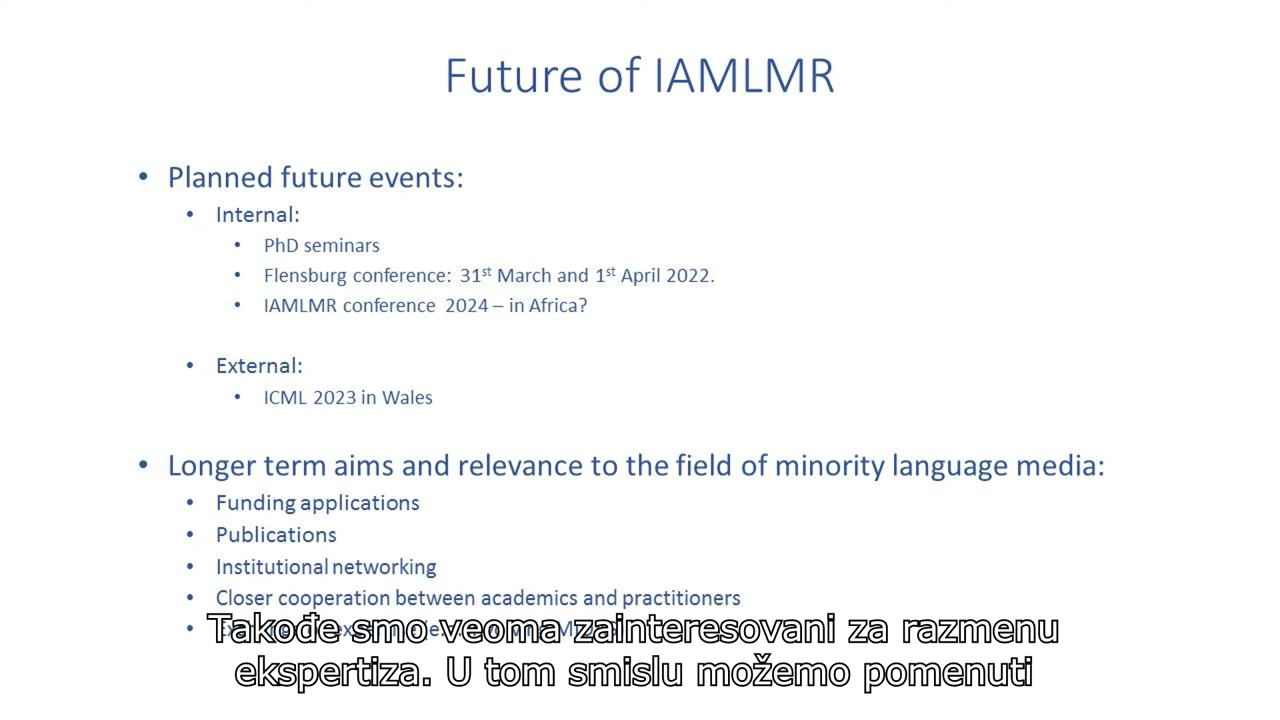 Future of IAMLMR
• Planned future events:
• Internal:
• PhD seminars
• Flensburg conference: 31st March and 1st April 2022.
• IAMLMR conference 2024 – in Africa?
• External:
• ICML 2023 in Wales
• Longer term aims and relevance to the field of minority language media:
• Funding applications
• Publications
• Institutional networking
• Closer cooperation between academics and practitioners
Takođe smo veoma zainteresovani za razmenu
ekspertiza. U tom smislu možemo pomenuti